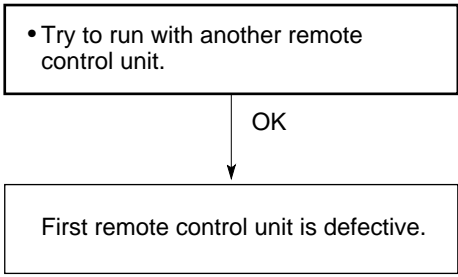 • Try to run with another remote
control unit.
OK
First remote control unit is defective.